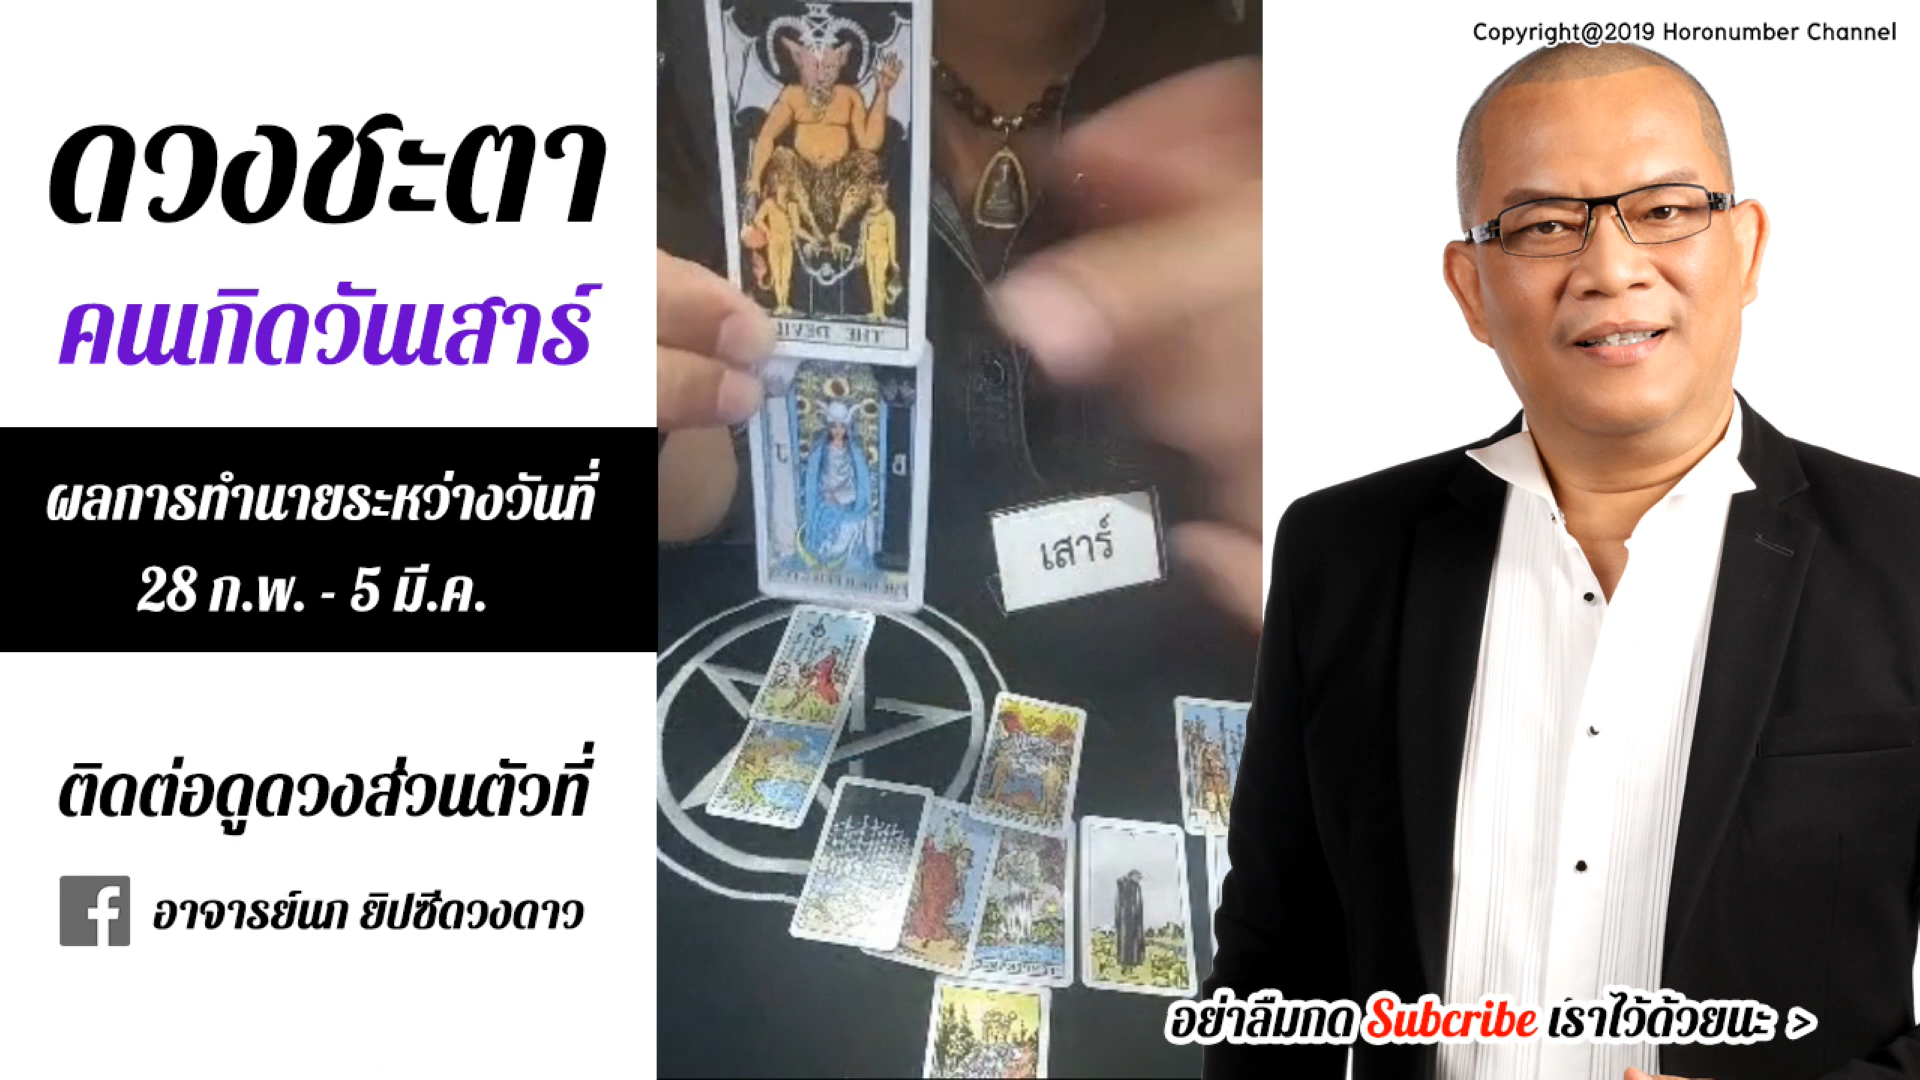 Copyright@2019 Horonumber Channel
ดวงชะตา
คนเกิดวันเสาร์
ผลการทำนายระหว่างวันที่
28 ก.พ. - 5 มี.ค.
ติดต่อดูดวงส่วนตัวที่
f อาจารย์นภ ยิปซีดวงดาว
THE DEVIL
B J
เสาร์
อย่าลืมกด Subcribe เราไว้ด้วยนะ >